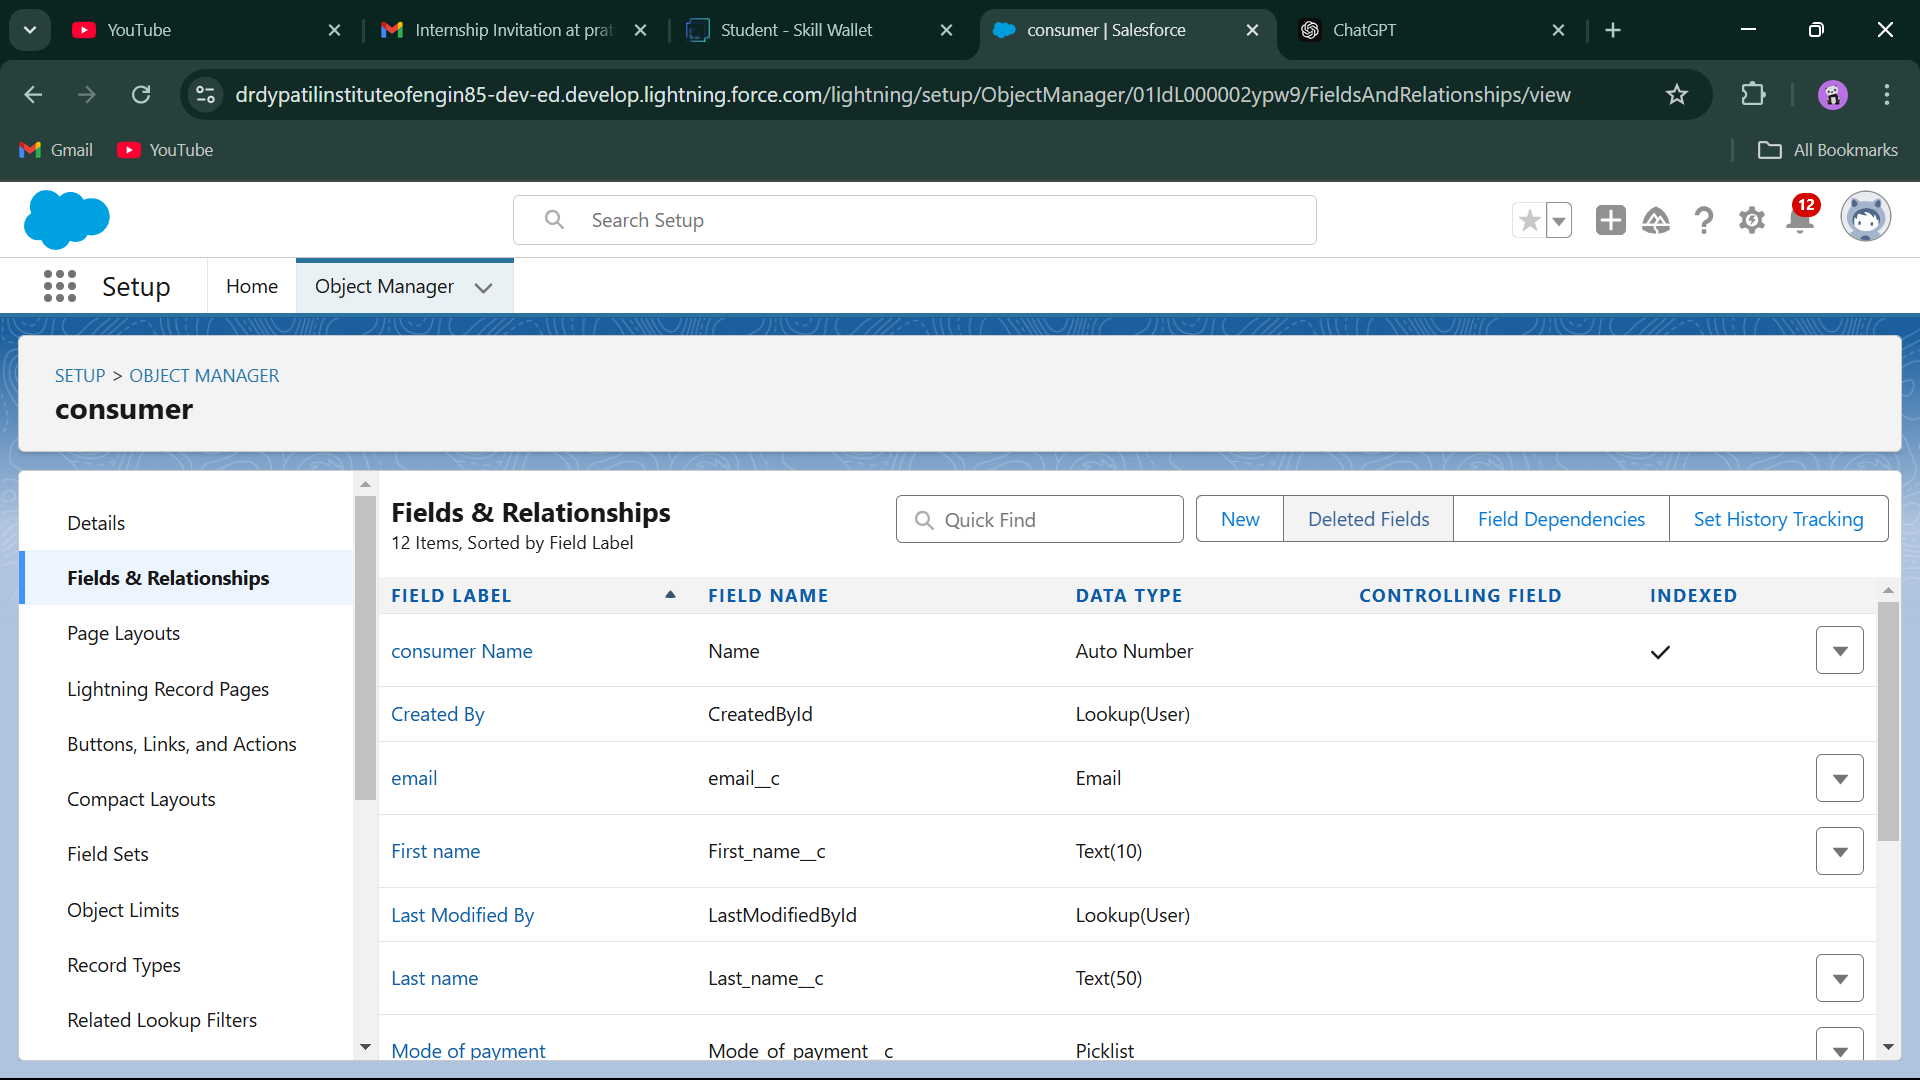 YouTube
Internship Invitation at prat
Student - Skill Wallet
consumer | Salesforce
ChatGPT
drdypatilinstituteofengin85-dev-ed.develop.lightning.force.com/lightning/setup/ObjectManager/01IdL000002ypw9/FieldsAndRelationships/view
Gmail
YouTube
All Bookmarks
Search Setup
12
Setup
Home
Object Manager
SETUP > OBJECT MANAGER
consumer
Details
Fields & Relationships
Page Layouts
Lightning Record Pages
Buttons, Links, and Actions
Compact Layouts
Field Sets
Object Limits
Record Types
Related Lookup Filters
Fields & Relationships
12 Items, Sorted by Field Label
Quick Find
New
Deleted Fields
Field Dependencies
Set History Tracking
FIELD LABEL FIELD NAME DATA TYPE CONTROLLING FIELD INDEXED
consumer Name Name Auto Number
Created By CreatedById Lookup(User)
email email__c Email
First name First_name__c Text(10)
Last Modified By LastModifiedById Lookup(User)
Last name Last_name__c Text(50)
Mode of payment Mode_of_payment__c Picklist